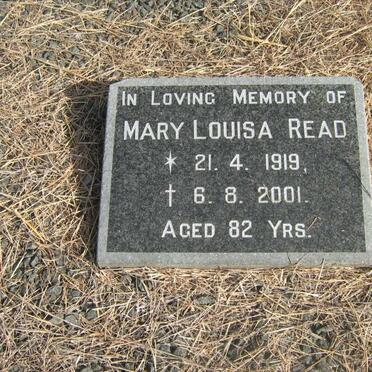 In Loving Memory of
Mary Louisa Read
* 21. 4. 1919,
† 6. 8. 2001.
Aged 82 Yrs.